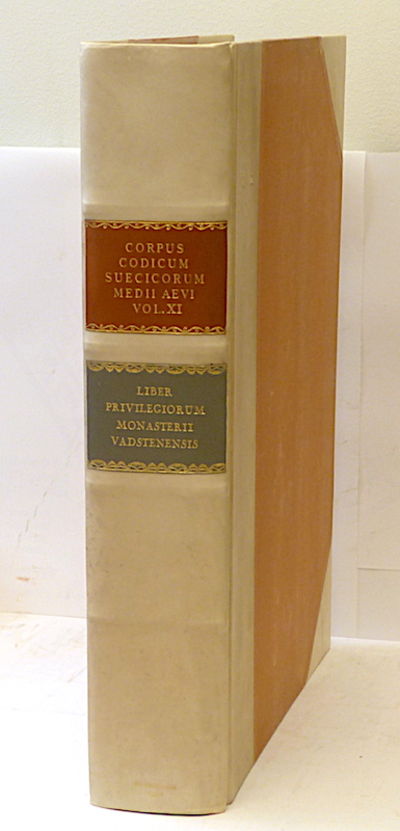 CORPUS
CODICUM
SUECICORUM
MEDII AEVI
VOL. XI
LIBER
PRIVILEGIORUM
MONASTERII
VADSTENENSIS